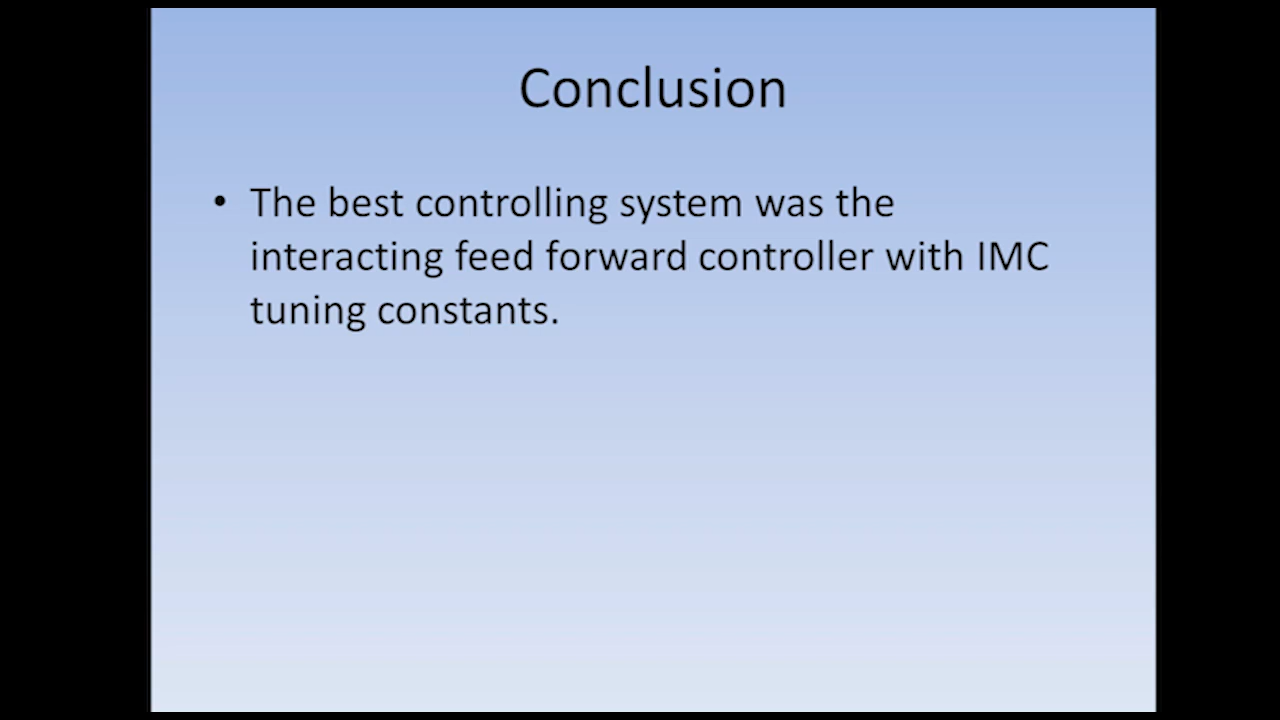 Conclusion
• The best controlling system was the
interacting feed forward controller with IMC
tuning constants.